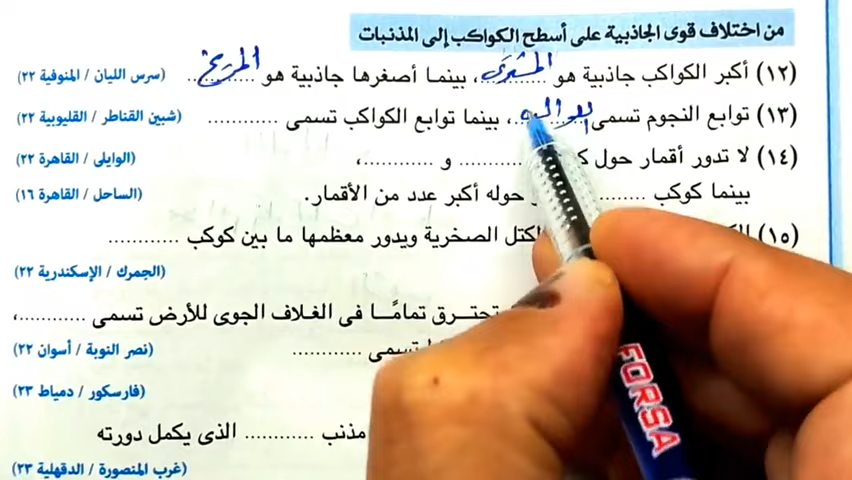 من اختلاف قوى الجاذبية على أسطح الكواكب إلى المذنبات
(١٢) أكبر الكواكب جاذبية هو المشترى، بينما أصغرها جاذبية هو المريخ (سرس الليان / المنوفية ٢٢)
(١٣) توابع النجوم تسمى ............، بينما توابع الكواكب تسمى ............ (شبين القناطر / القليوبية ٢٢)
(١٤) لا تدور أقمار حول ............ و ............، (الوايلى / القاهرة ٢٢)
بينما كوكب ........ حوله أكبر عدد من الأقمار. (الساحل / القاهرة ١٦)
(١٥) الكتل الصخرية ويدور معظمها ما بين كوكب ............
(الجمرك / الإسكندرية ٢٢)
تحترق تمامًا فى الغلاف الجوى للأرض تسمى ............،
تسمى ............ (نصر النوبة / أسوان ٢٢)
(فارسكور / دمياط ٢٣)
مذنب ............ الذى يكمل دورته
(غرب المنصورة / الدقهلية ٢٣)
FORSA